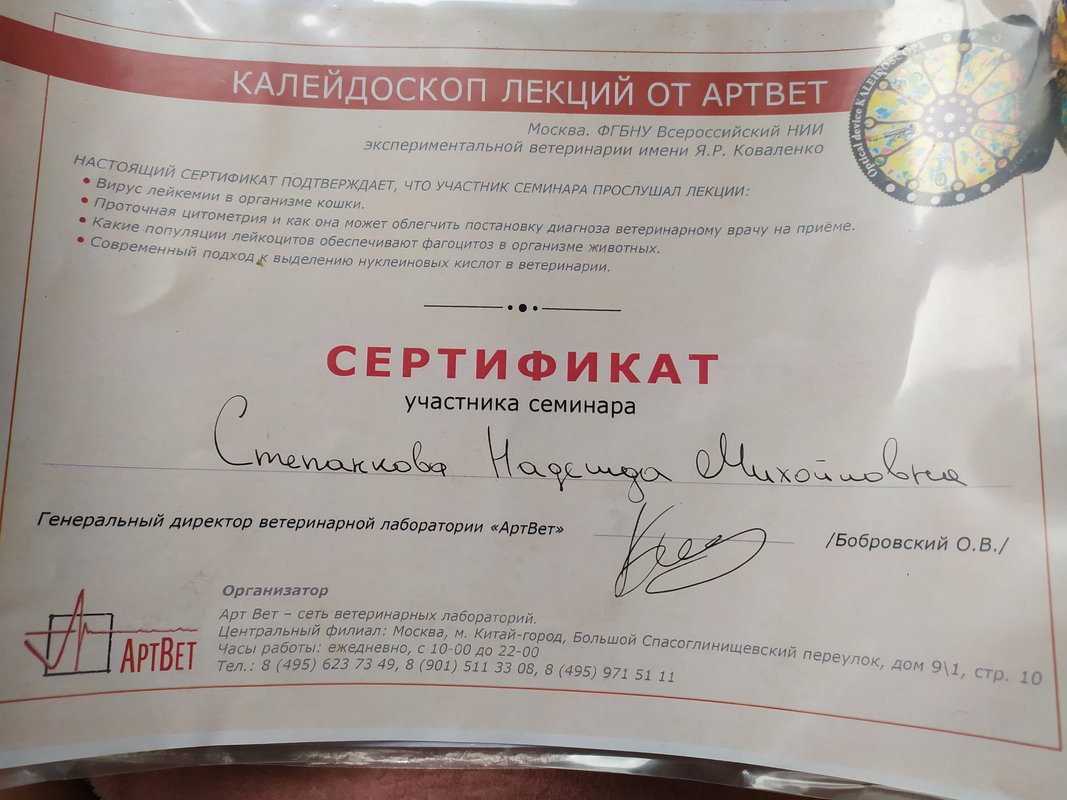 КАЛЕЙДОСКОП ЛЕКЦИЙ ОТ АРТВЕТ
Optical device KALEIROSCOPE
Москва. ФГБНУ Всероссийский НИИ
экспериментальной ветеринарии имени Я.Р. Коваленко
НАСТОЯЩИЙ СЕРТИФИКАТ ПОДТВЕРЖДАЕТ, ЧТО УЧАСТНИК СЕМИНАРА ПРОСЛУШАЛ ЛЕКЦИИ:
• Вирус лейкемии в организме кошки.
• Проточная цитометрия и как она может облегчить постановку диагноза ветеринарному врачу на приёме.
• Какие популяции лейкоцитов обеспечивают фагоцитоз в организме животных.
• Современный подход к выделению нуклеиновых кислот в ветеринарии.
СЕРТИФИКАТ
участника семинара
Степанкова Надежда Михайловна
Генеральный директор ветеринарной лаборатории «АртВет» /Бобровский О.В./
Организатор
Арт Вет – сеть ветеринарных лабораторий.
Центральный филиал: Москва, м. Китай-город, Большой Спасоглинищевский переулок, дом 9\1, стр. 10
Часы работы: ежедневно, с 10-00 до 22-00
Тел.: 8 (495) 623 73 49, 8 (901) 511 33 08, 8 (495) 971 51 11
АРТВЕТ